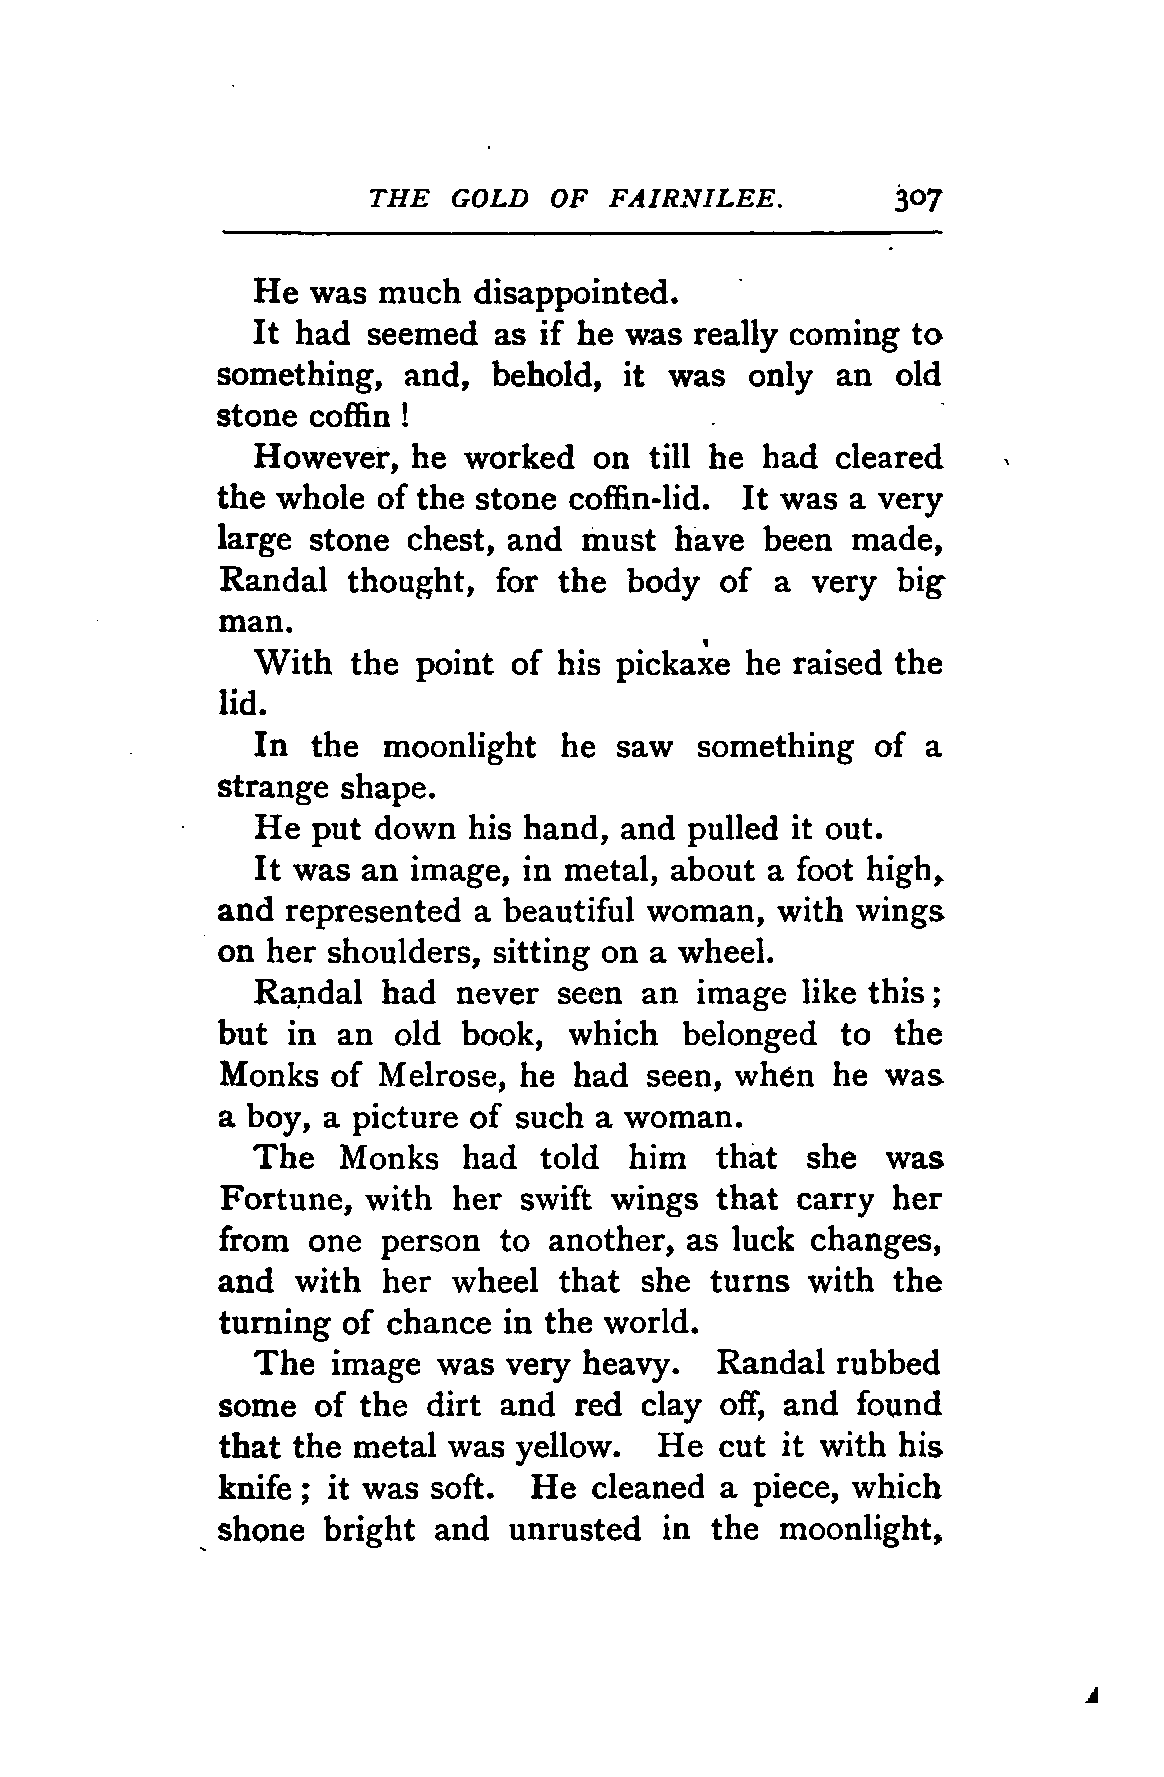 THE GOLD OF FAIRNILEE. 307
He was much disappointed.
It had seemed as if he was really coming to
something, and, behold, it was only an old
stone coffin !
However, he worked on till he had cleared
the whole of the stone coffin-lid. It was a very
large stone chest, and must have been made,
Randal thought, for the body of a very big
man.
With the point of his pickaxe he raised the
lid.
In the moonlight he saw something of a
strange shape.
He put down his hand, and pulled it out.
It was an image, in metal, about a foot high,
and represented a beautiful woman, with wings
on her shoulders, sitting on a wheel.
Randal had never seen an image like this ;
but in an old book, which belonged to the
Monks of Melrose, he had seen, when he was
a boy, a picture of such a woman.
The Monks had told him that she was
Fortune, with her swift wings that carry her
from one person to another, as luck changes,
and with her wheel that she turns with the
turning of chance in the world.
The image was very heavy. Randal rubbed
some of the dirt and red clay off, and found
that the metal was yellow. He cut it with his
knife ; it was soft. He cleaned a piece, which
shone bright and unrusted in the moonlight,